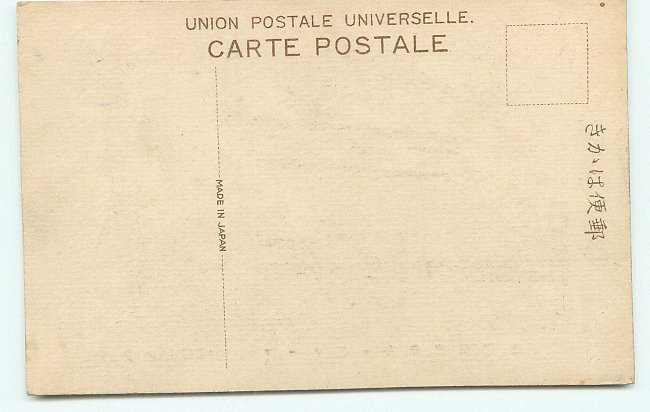 UNION POSTALE UNIVERSELLE.
CARTE POSTALE
MADE IN JAPAN
郵便はがき